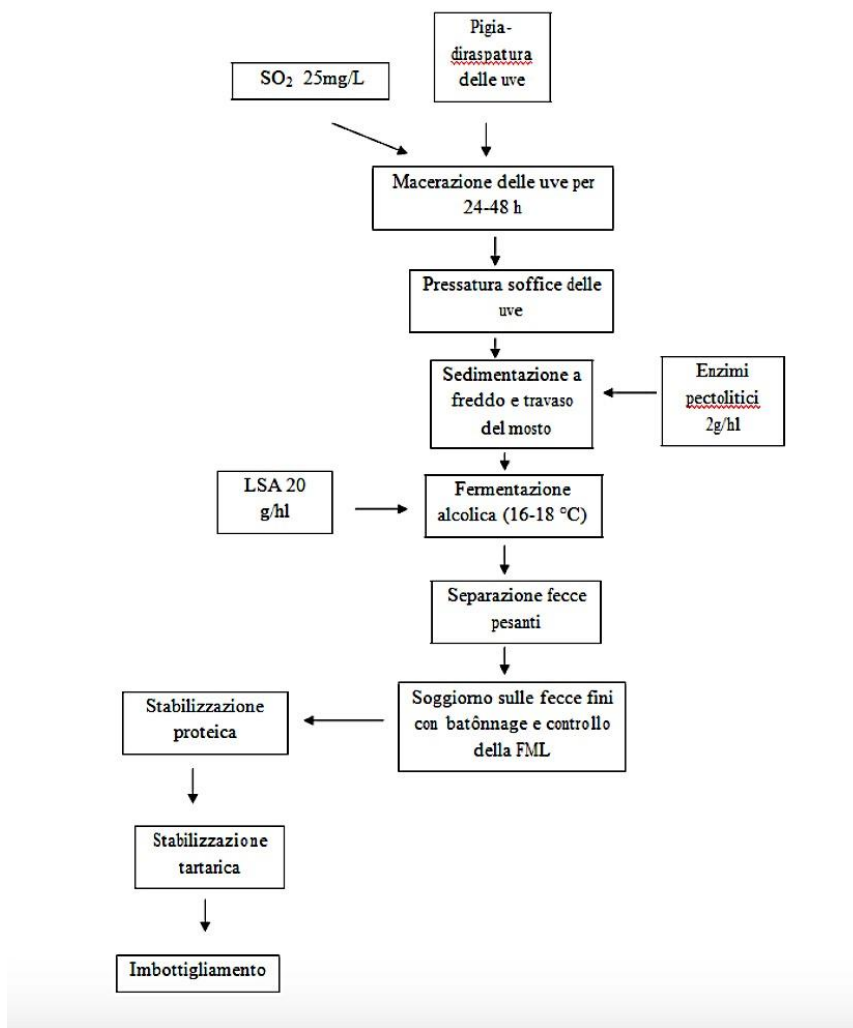 Pigia-
diraspatura
delle uve
SO₂ 25mg/L
Macerazione delle uve per
24-48 h
Pressatura soffice delle
uve
Sedimentazione a
freddo e travaso
del mosto
Enzimi
pectolitici
2g/hl
LSA 20
g/hl
Fermentazione
alcolica (16-18 °C)
Separazione fecce
pesanti
Soggiorno sulle fecce fini
con batônnage e controllo
della FML
Stabilizzazione
proteica
Stabilizzazione
tartarica
Imbottigliamento